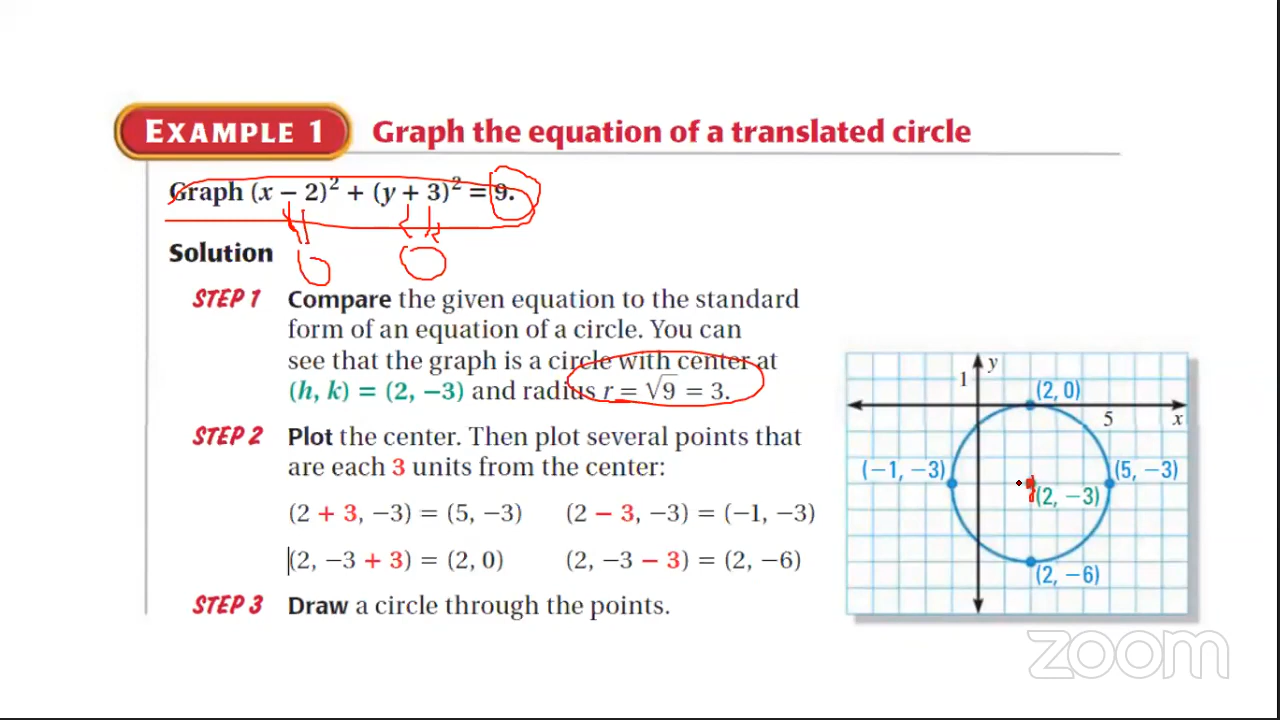 EXAMPLE 1 Graph the equation of a translated circle
Graph (x − 2)² + (y + 3)² = 9.
Solution
STEP 1 Compare the given equation to the standard
form of an equation of a circle. You can
see that the graph is a circle with center at
(h, k) = (2, −3) and radius r = √9 = 3.
STEP 2 Plot the center. Then plot several points that
are each 3 units from the center:
(2 + 3, −3) = (5, −3) (2 − 3, −3) = (−1, −3)
(2, −3 + 3) = (2, 0) (2, −3 − 3) = (2, −6)
STEP 3 Draw a circle through the points.
y
1
(2, 0)
5
x
(−1, −3)
(5, −3)
(2, −3)
(2, −6)
zoom